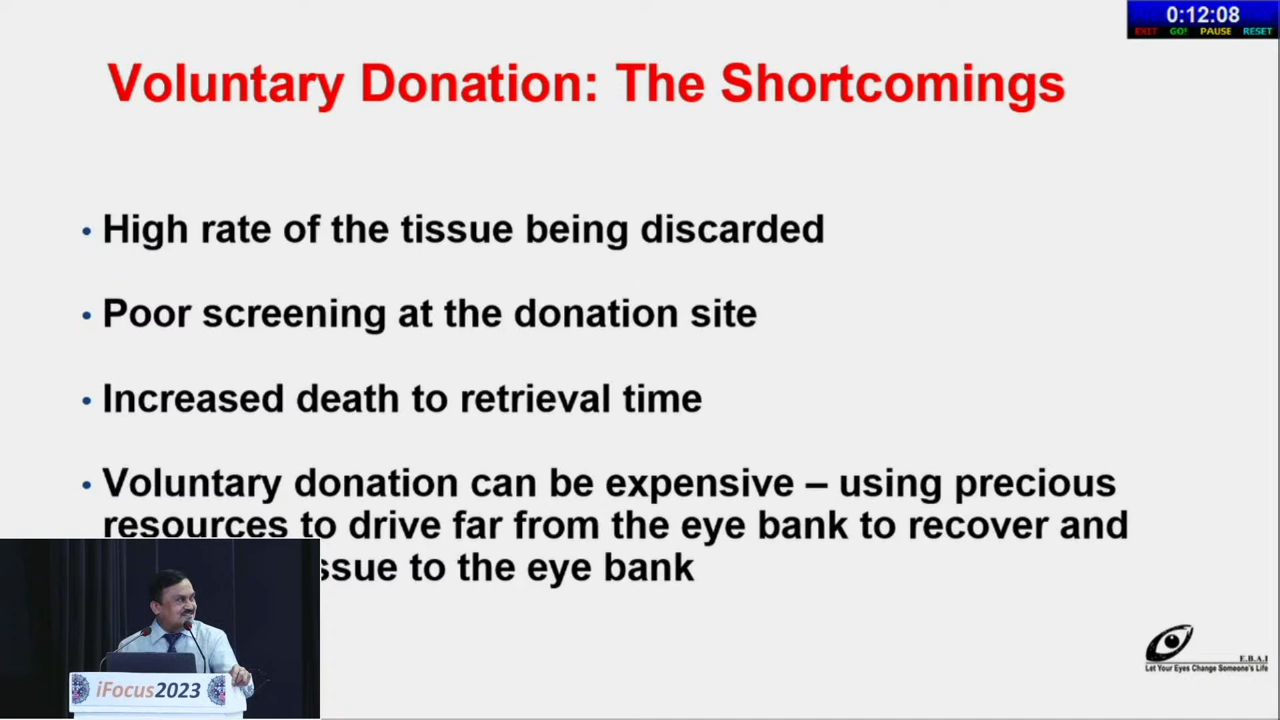 0:12:08
EXIT GO! PAUSE RESET
Voluntary Donation: The Shortcomings
• High rate of the tissue being discarded
• Poor screening at the donation site
• Increased death to retrieval time
• Voluntary donation can be expensive – using precious
resources to drive far from the eye bank to recover and
ssue to the eye bank
iFocus2023
E.B.A.I
Let Your Eyes Change Someone's Life